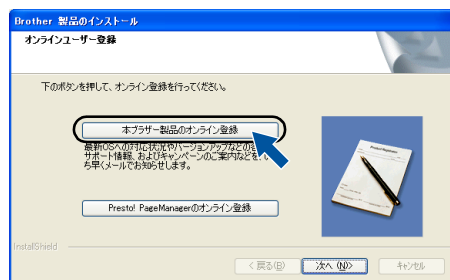 Brother 製品のインストール
オンラインユーザー登録
下のボタンを押して、オンライン登録を行ってください。
本ブラザー製品のオンライン登録
最新OSへの対応状況やバージョンアップなどの
サポート情報、およびキャンペーンのご案内などを、い
ち早くメールでお知らせします。
Presto! PageManagerのオンライン登録
Product Registration
InstallShield
< 戻る(B)
次へ (N)>
キャンセル